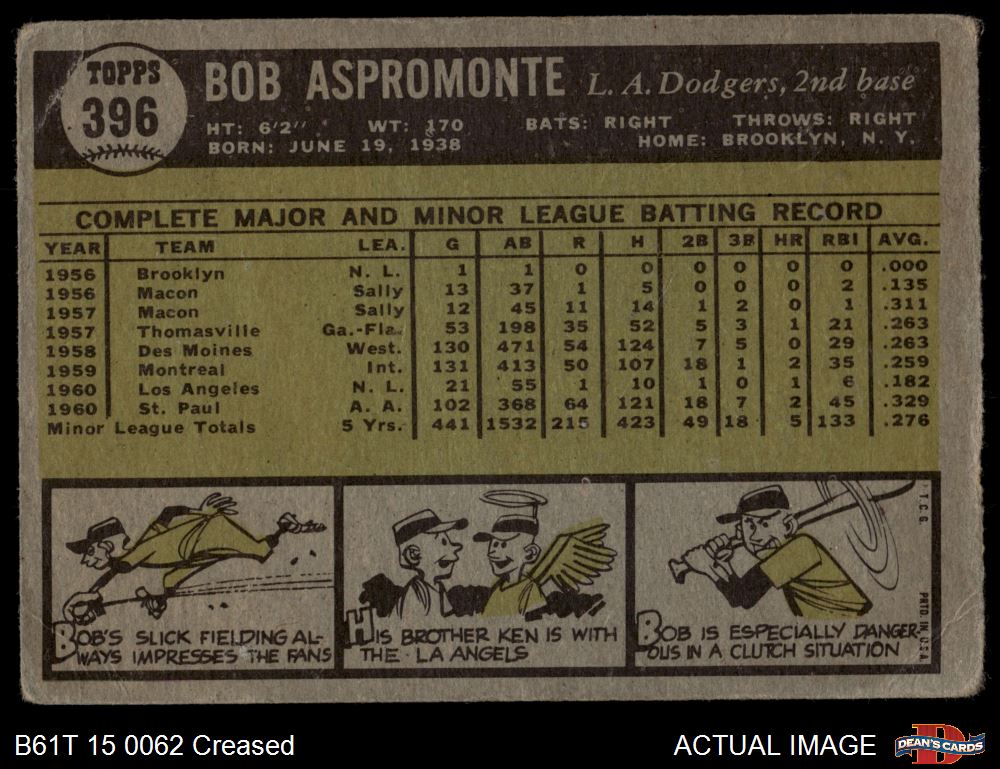 TOPPS
396
BOB ASPROMONTE L. A. Dodgers, 2nd base
HT: 6'2" WT: 170 BATS: RIGHT THROWS: RIGHT
BORN: JUNE 19, 1938 HOME: BROOKLYN, N. Y.
COMPLETE MAJOR AND MINOR LEAGUE BATTING RECORD
YEAR TEAM LEA. G AB R H 2B 3B HR RBI AVG.
1956 Brooklyn N. L. 1 1 0 0 0 0 0 0 .000
1956 Macon Sally 13 37 1 5 0 0 0 2 .135
1957 Macon Sally 12 45 11 14 1 2 0 1 .311
1957 Thomasville Ga.-Fla. 53 198 35 52 5 3 1 21 .263
1958 Des Moines West. 130 471 54 124 7 5 0 29 .263
1959 Montreal Int. 131 413 50 107 18 1 2 35 .259
1960 Los Angeles N. L. 21 55 1 10 1 0 1 6 .182
1960 St. Paul A. A. 102 368 64 121 18 7 2 45 .329
Minor League Totals 5 Yrs. 441 1532 215 423 49 18 5 133 .276
BOB'S SLICK FIELDING AL-
WAYS IMPRESSES THE FANS
HIS BROTHER KEN IS WITH
THE LA ANGELS
BOB IS ESPECIALLY DANGER-
OUS IN A CLUTCH SITUATION
T. C. G.
PRTD. IN U.S.A.
B61T 15 0062 Creased
ACTUAL IMAGE
D
DEAN'S CARDS